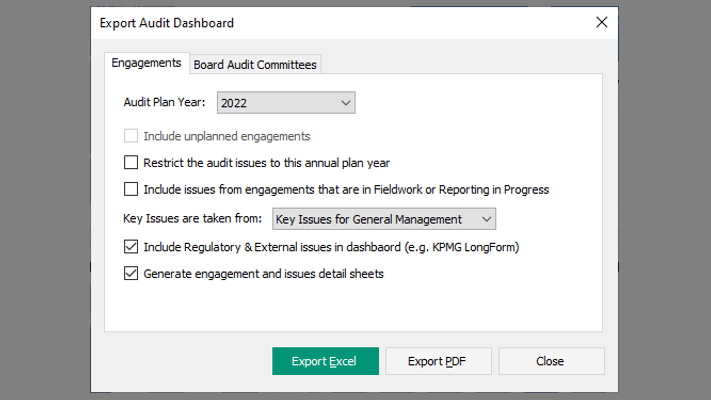 Export Audit Dashboard
Engagements
Board Audit Committees
Audit Plan Year: 2022
Include unplanned engagements
Restrict the audit issues to this annual plan year
Include issues from engagements that are in Fieldwork or Reporting in Progress
Key Issues are taken from: Key Issues for General Management
Include Regulatory & External issues in dashbaord (e.g. KPMG LongForm)
Generate engagement and issues detail sheets
Export Excel
Export PDF
Close